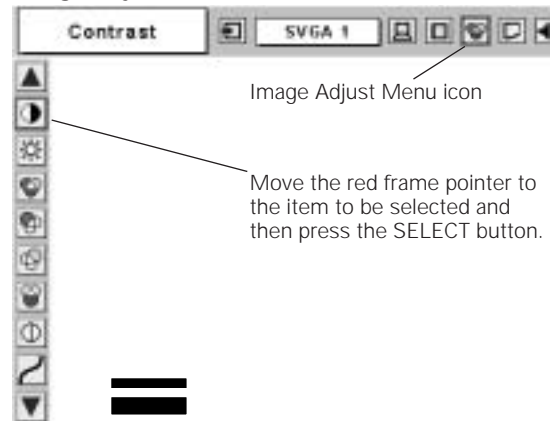 Contrast
SVGA 1
Image Adjust Menu icon
Move the red frame pointer to
the item to be selected and
then press the SELECT button.